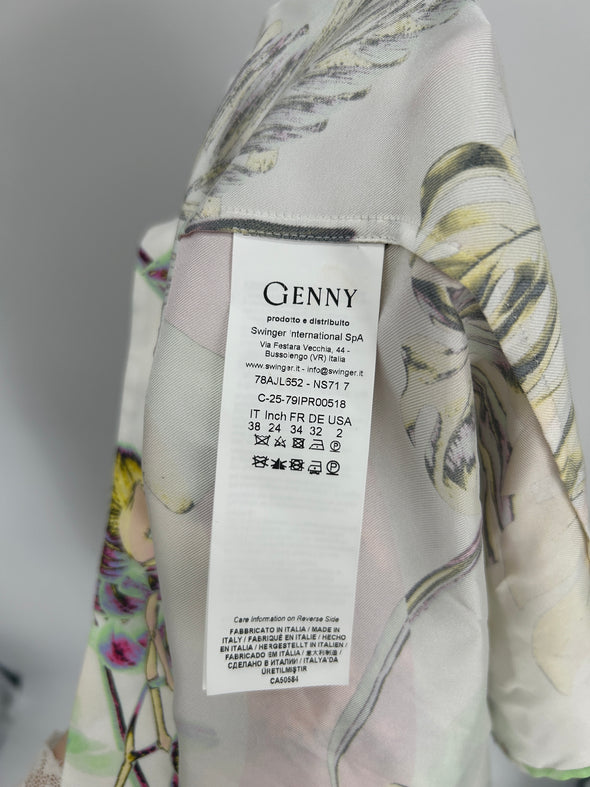 GENNY
prodotto e distribuito
Swinger International SpA
Via Festara Vecchia, 44 -
Bussolengo (VR) Italia
www.swinger.it - info@swinger.it
78AJL652 - NS71 7
C-25-79IPR00518
IT Inch FR DE USA
38 24 34 32 2
Care Information on Reverse Side
FABBRICATO IN ITALIA / MADE IN
ITALY / FABRIQUÉ EN ITALIE / HECHO
EN ITALIA / HERGESTELLT IN ITALIEN /
FABRICADO EM ITÁLIA / 意大利制造 /
СДЕЛАНО В ИТАЛИИ / ITALYA'DA
ÜRETILMIŞTIR
CA50584